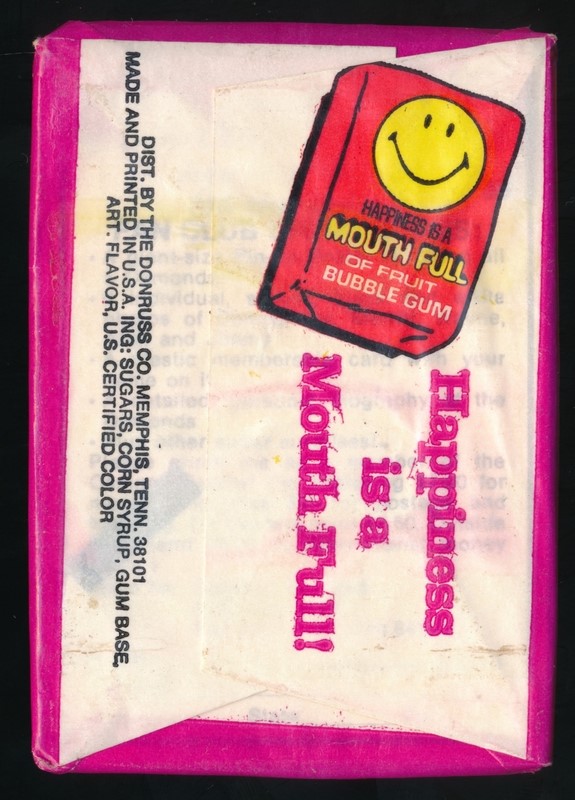 HAPPINESS IS A
MOUTH FULL
OF FRUIT
BUBBLE GUM
Happiness
is a
Mouth Full!
DIST. BY THE DONRUSS CO. MEMPHIS, TENN. 38101
MADE AND PRINTED IN U.S.A. ING: SUGARS, CORN SYRUP, GUM BASE,
ART. FLAVOR, U.S. CERTIFIED COLOR